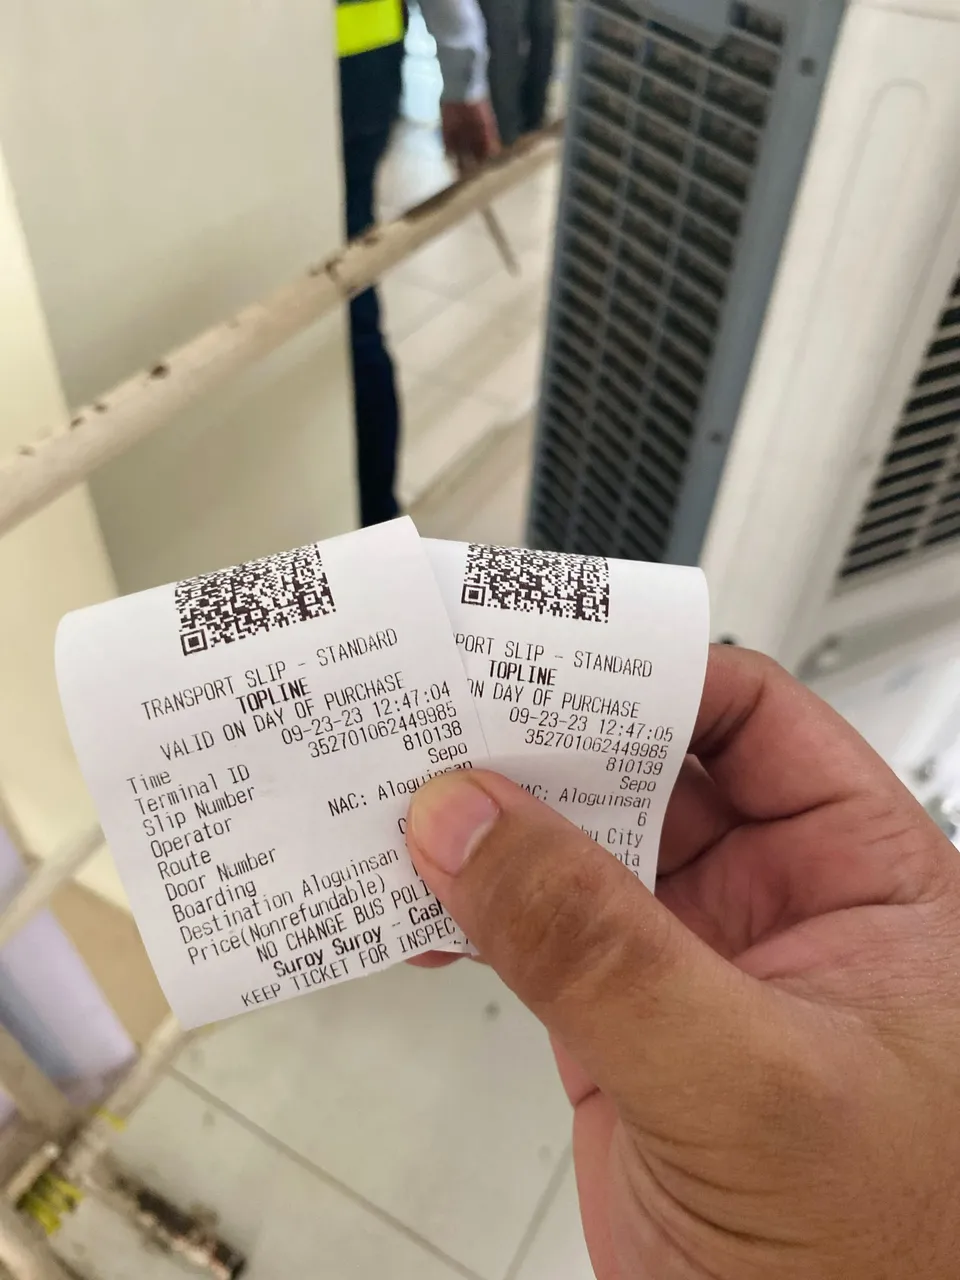 TRANSPORT SLIP - STANDARD
TOPLINE
VALID ON DAY OF PURCHASE
Time 09-23-23 12:47:04
Terminal ID 352701062449985
Slip Number 810138
Operator Sepo
Route NAC: Aloguinsan
Door Number
Boarding
Destination Aloguinsan
Price(Nonrefundable)
NO CHANGE BUS
Suroy Suroy -
KEEP TICKET FOR
SLIP - STANDARD
TOPLINE
DAY OF PURCHASE
09-23-23 12:47:05
352701062449985
810139
Sepo
Aloguinsan
6
City